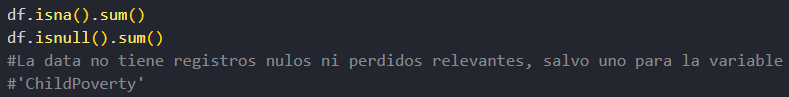 df.isna().sum()
df.isnull().sum()
#La data no tiene registros nulos ni perdidos relevantes, salvo uno para la variable
#'ChildPoverty'